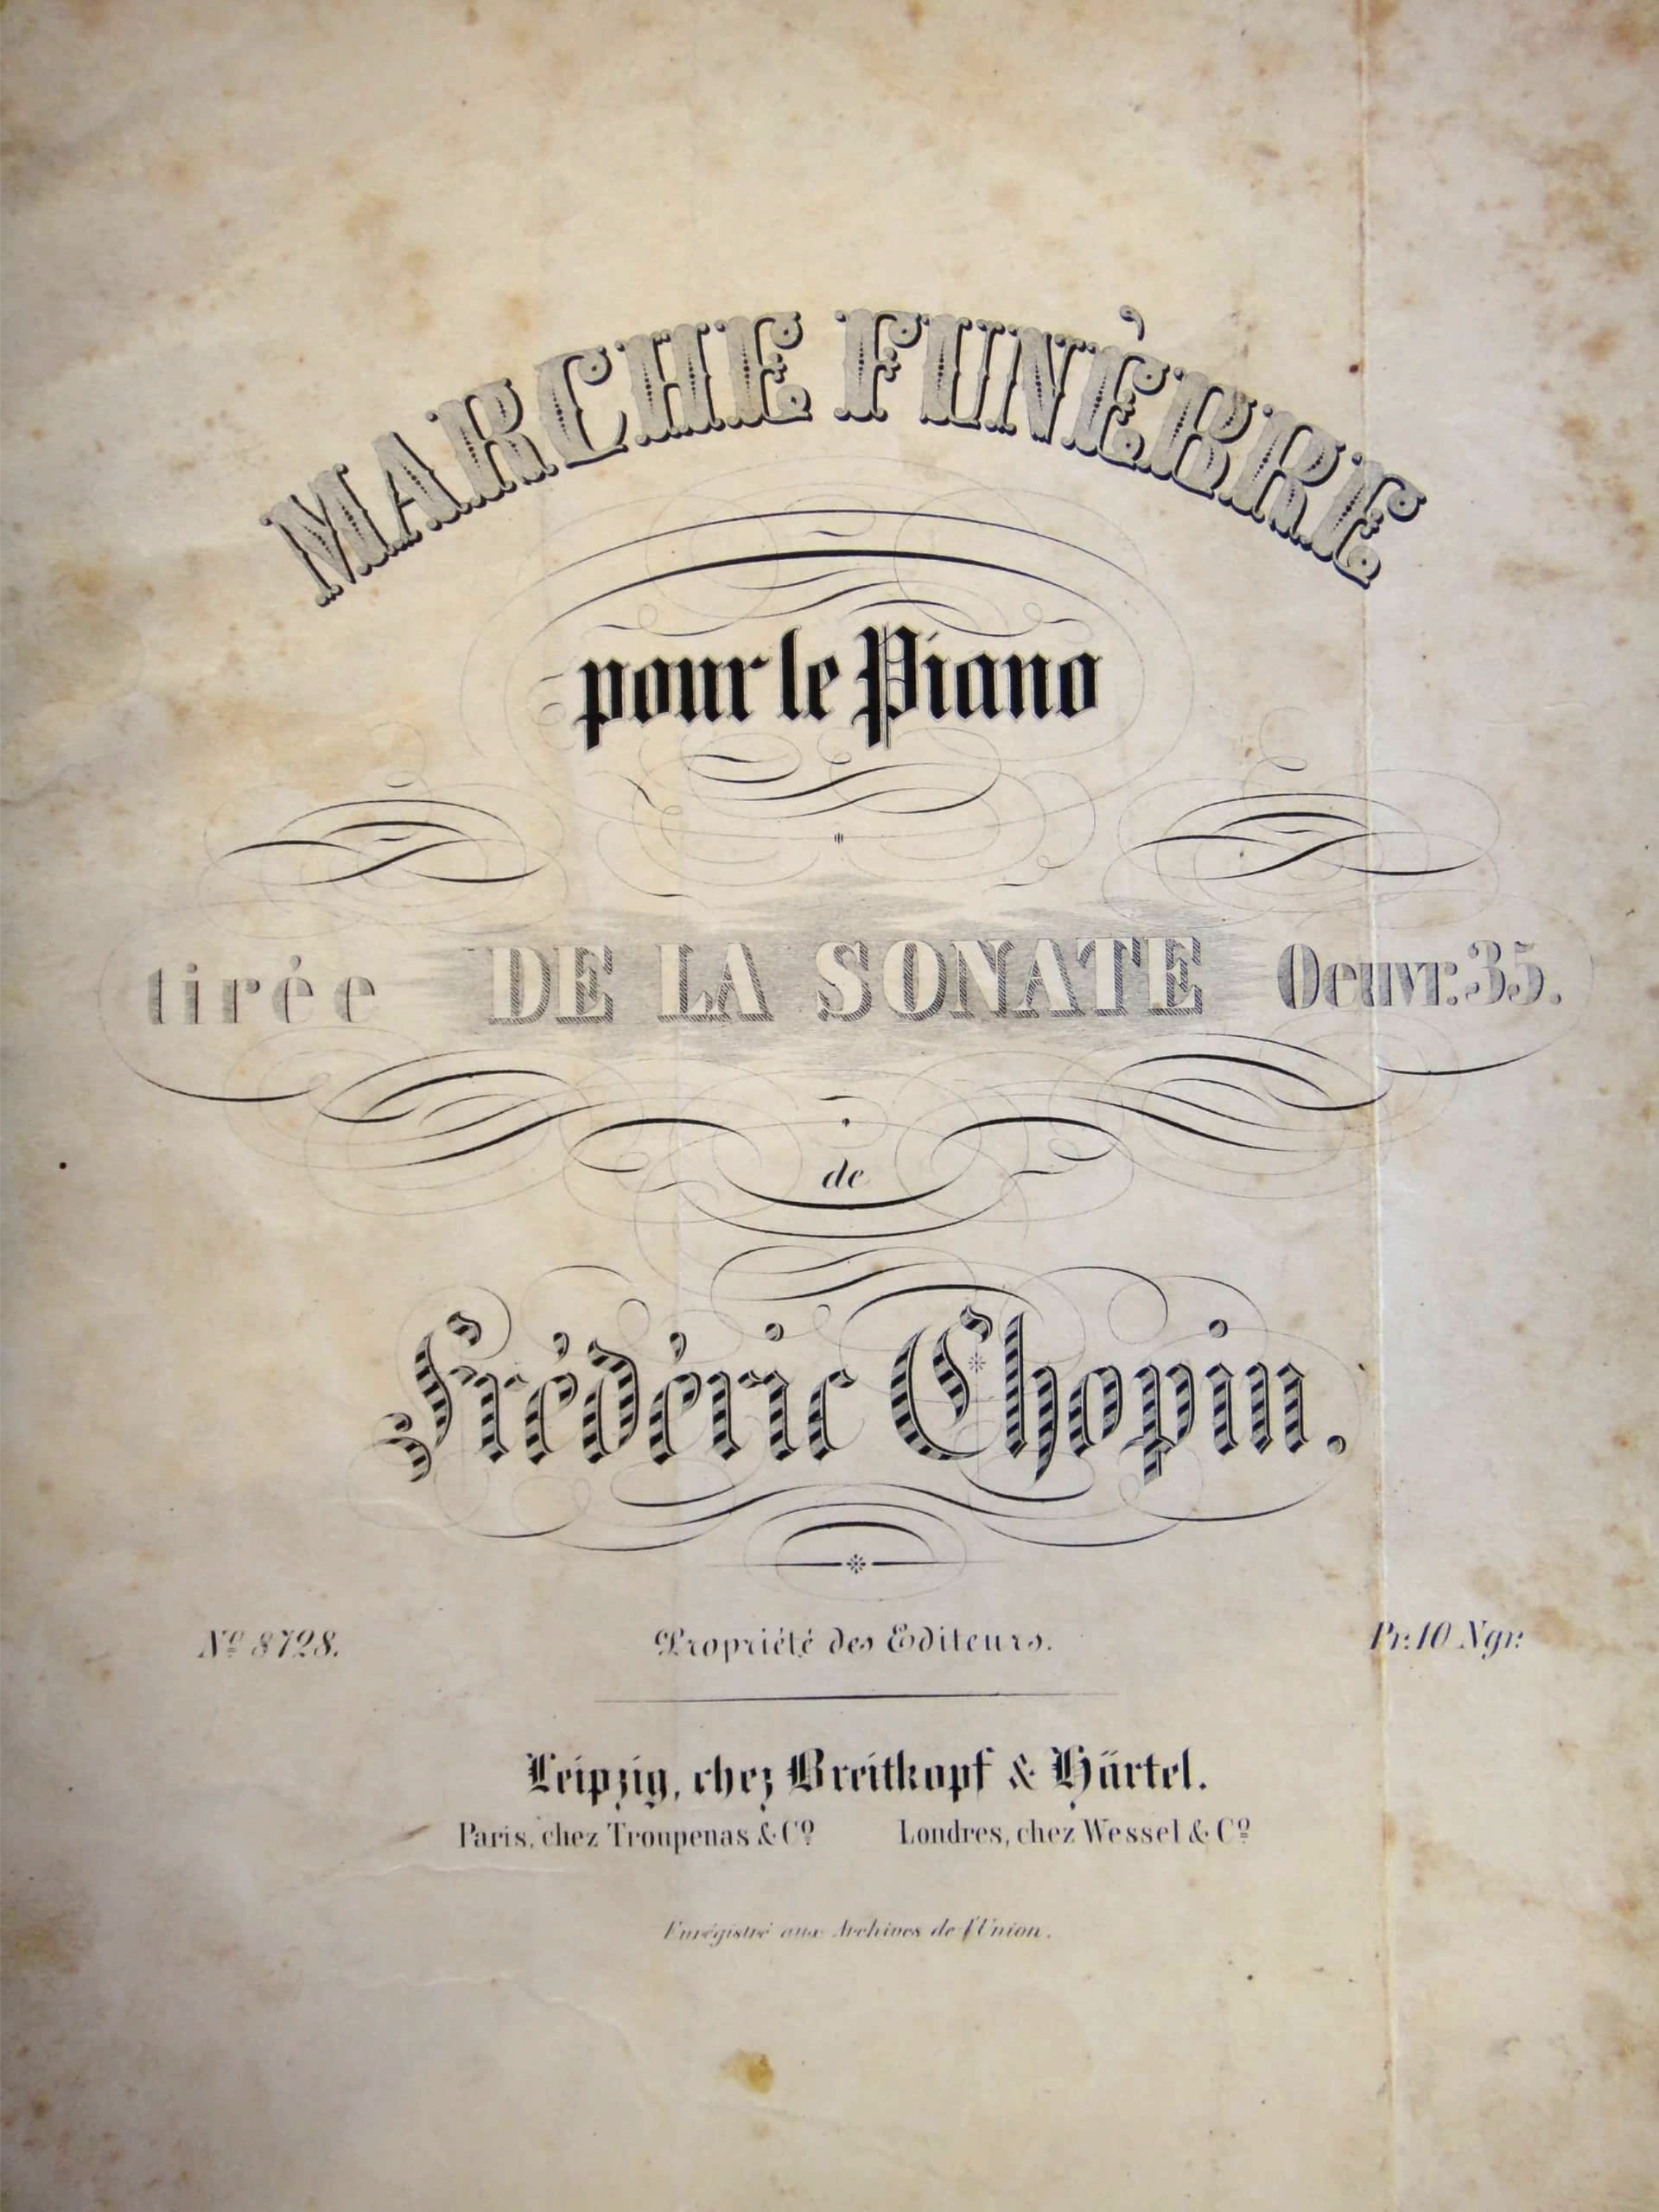 MARCHE FUNÈBRE
pour le Piano
tirée DE LA SONATE Oeuvr. 35.
de
Frédéric Chopin.
Nº 8728. Propriété des Editeurs. Pr. 10 Ngr.
Leipzig, chez Breitkopf & Härtel.
Paris, chez Troupenas & Cº Londres, chez Wessel & Cº
Enrégistré aux Archives de l'Union.